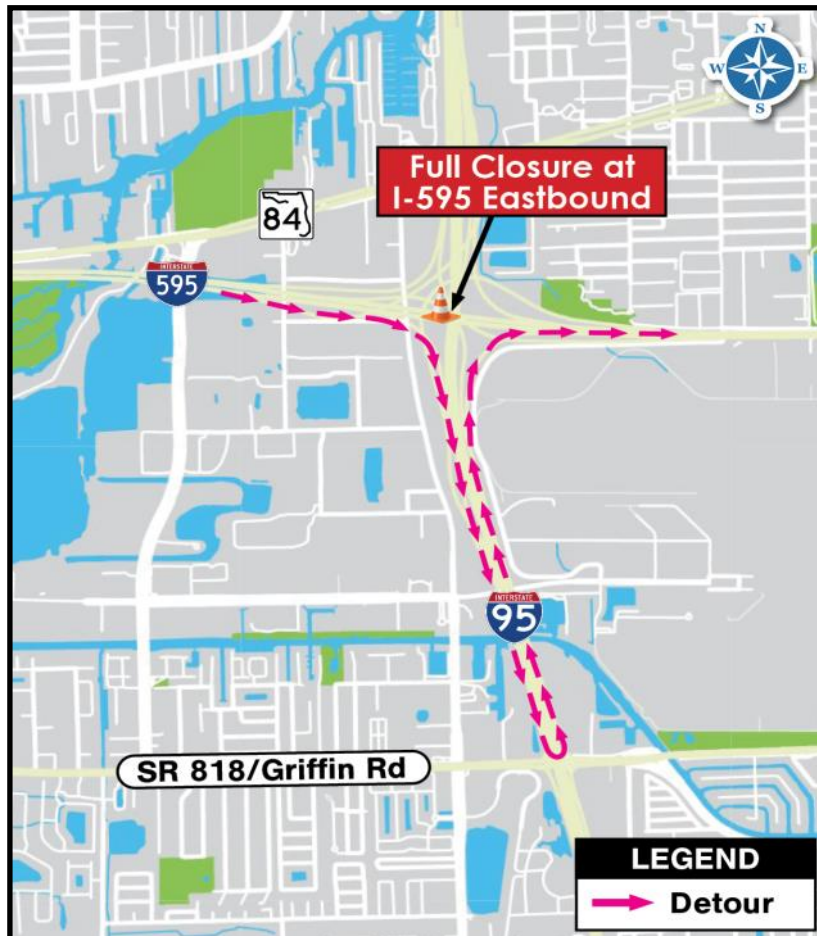 N
W E
S
Full Closure at
I-595 Eastbound
84
INTERSTATE
595
INTERSTATE
95
SR 818/Griffin Rd
LEGEND
Detour